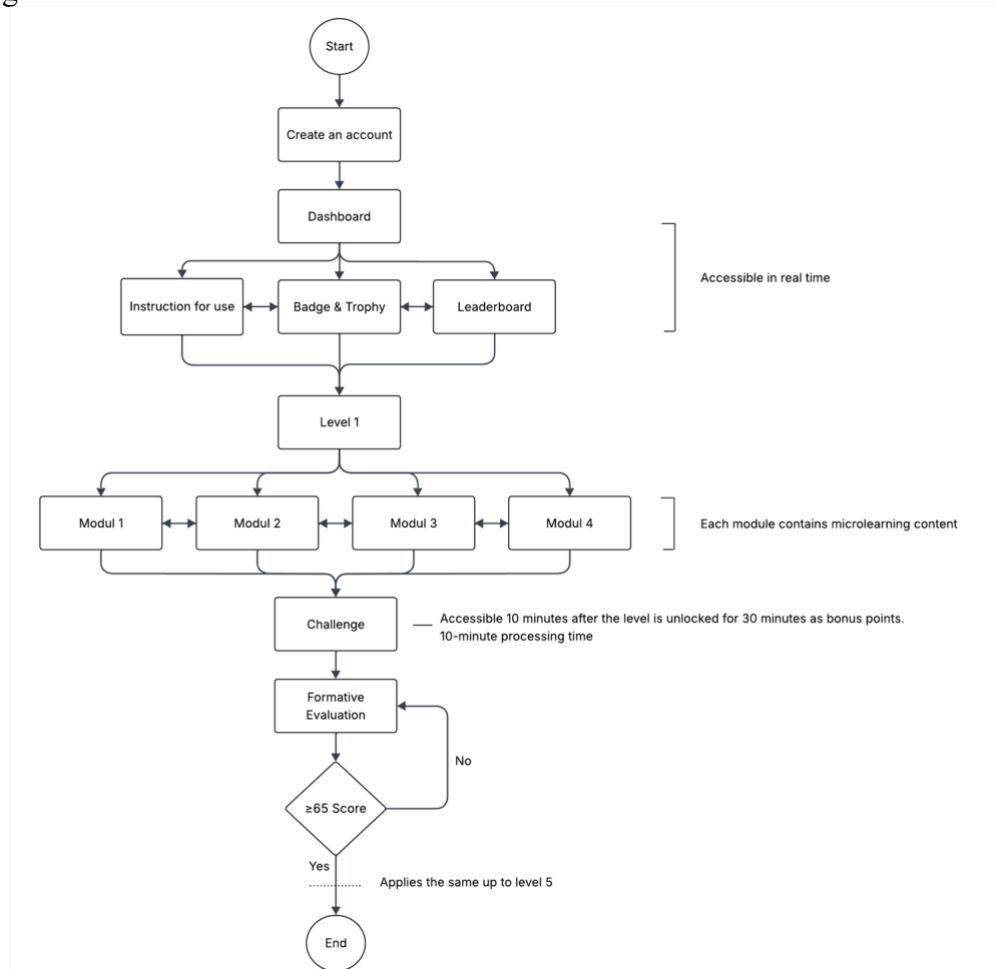 Start
Create an account
Dashboard
Accessible in real time
Instruction for use
Badge & Trophy
Leaderboard
Level 1
Modul 1
Modul 2
Modul 3
Modul 4
Each module contains microlearning content
Challenge
Accessible 10 minutes after the level is unlocked for 30 minutes as bonus points.
10-minute processing time
Formative
Evaluation
No
≥65 Score
Yes
Applies the same up to level 5
End